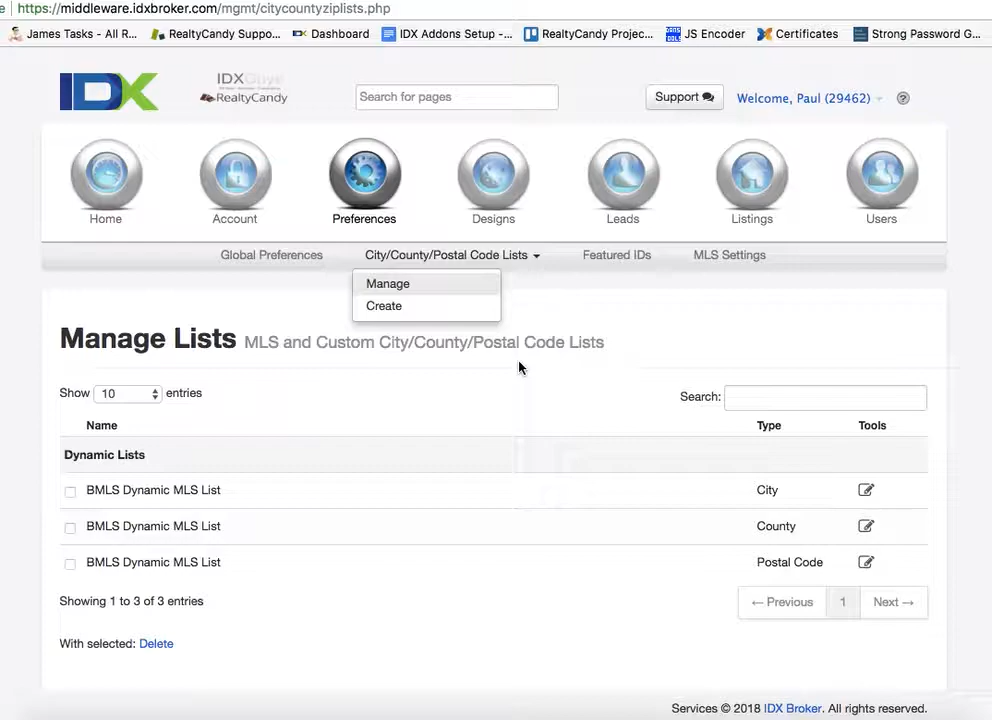 https://middleware.idxbroker.com/mgmt/citycountyziplists.php
James Tasks - All R... RealtyCandy Suppo... Dashboard IDX Addons Setup -... RealtyCandy Projec... JS Encoder Certificates Strong Password G...
IDX
IDX
RealtyCandy
Search for pages
Support
Welcome, Paul (29462)
?
Home Account Preferences Designs Leads Listings Users
Global Preferences City/County/Postal Code Lists Featured IDs MLS Settings
Manage
Create
Manage Lists MLS and Custom City/County/Postal Code Lists
Show 10 entries Search:
Name Type Tools
Dynamic Lists
BMLS Dynamic MLS List City
BMLS Dynamic MLS List County
BMLS Dynamic MLS List Postal Code
Showing 1 to 3 of 3 entries ← Previous 1 Next →
With selected: Delete
Services © 2018 IDX Broker. All rights reserved.